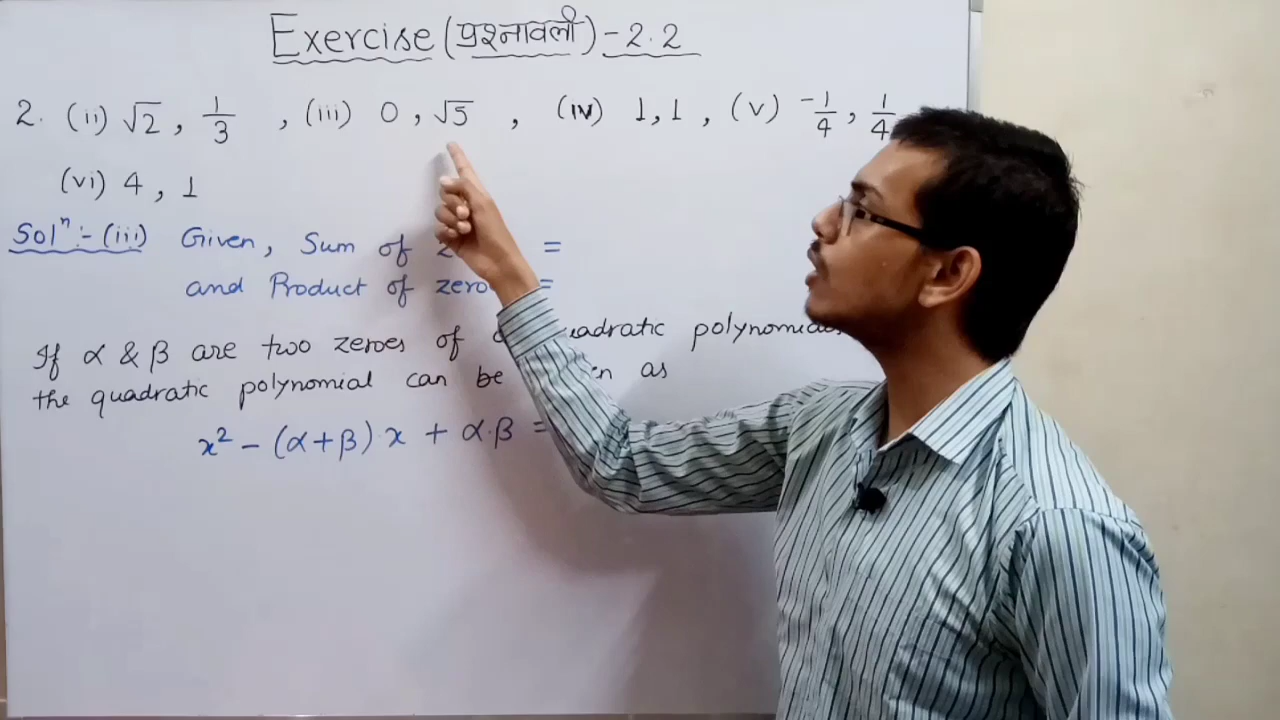 Exercise (प्रश्नावली) - 2.2
2. (ii) √2, 1/3, (iii) 0, √5, (iv) 1, 1, (v) -1/4, 1/4
(vi) 4, 1
Solⁿ:- (iii) Given, Sum of =
and Product of =
If α & β are two zeroes of polynomial
the quadratic polynomial can be as
x² - (α+β)·x + α·β =